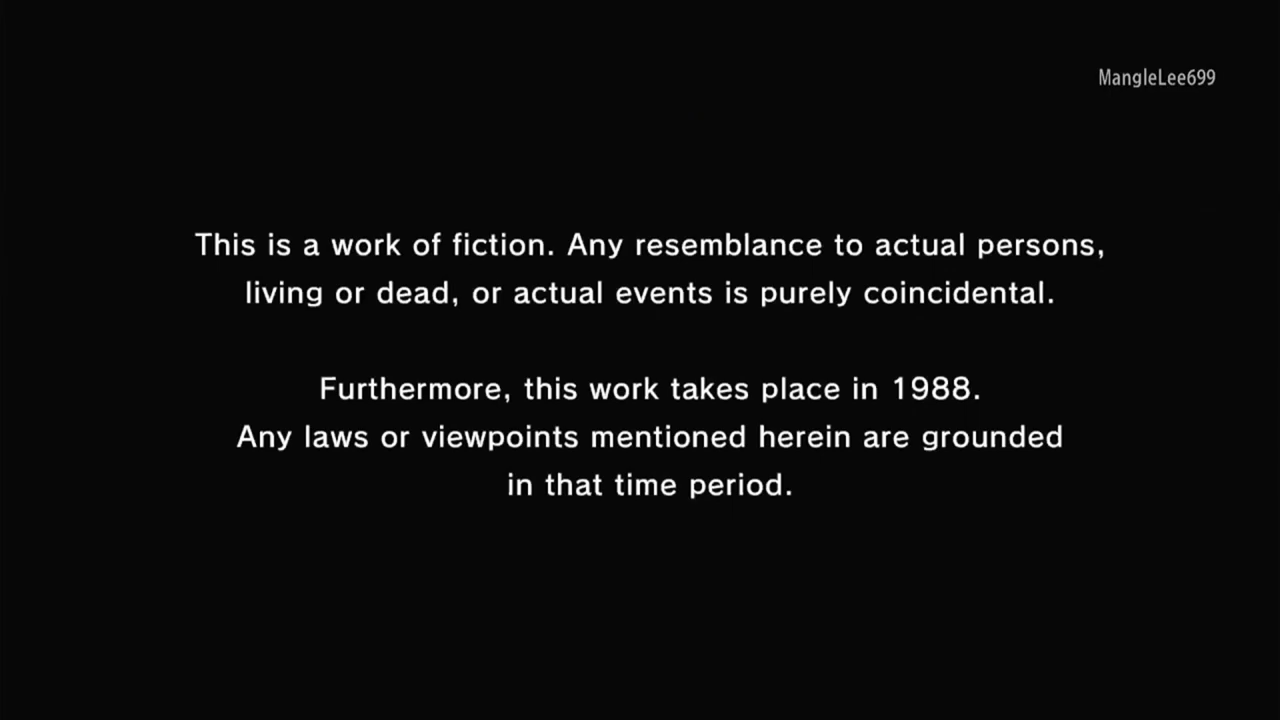 MangleLee699
This is a work of fiction. Any resemblance to actual persons,
living or dead, or actual events is purely coincidental.
Furthermore, this work takes place in 1988.
Any laws or viewpoints mentioned herein are grounded
in that time period.